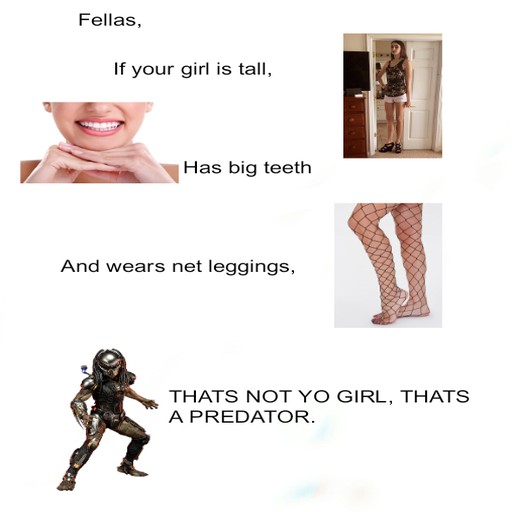 Fellas,
If your girl is tall,
Has big teeth
And wears net leggings,
THATS NOT YO GIRL, THATS
A PREDATOR.